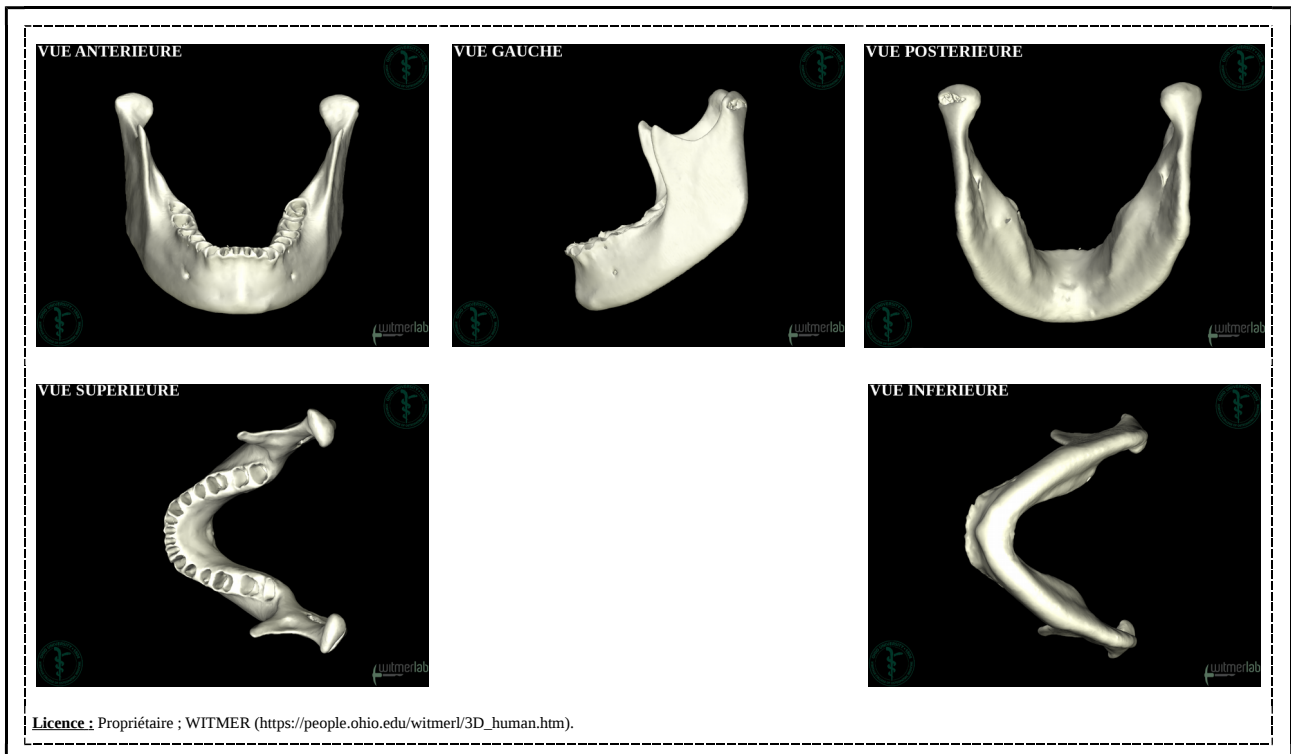 VUE ANTERIEURE
VUE GAUCHE
VUE POSTERIEURE
witmerlab
witmerlab
witmerlab
VUE SUPERIEURE
VUE INFERIEURE
witmerlab
witmerlab
Licence : Propriétaire ; WITMER (https://people.ohio.edu/witmerl/3D_human.htm).